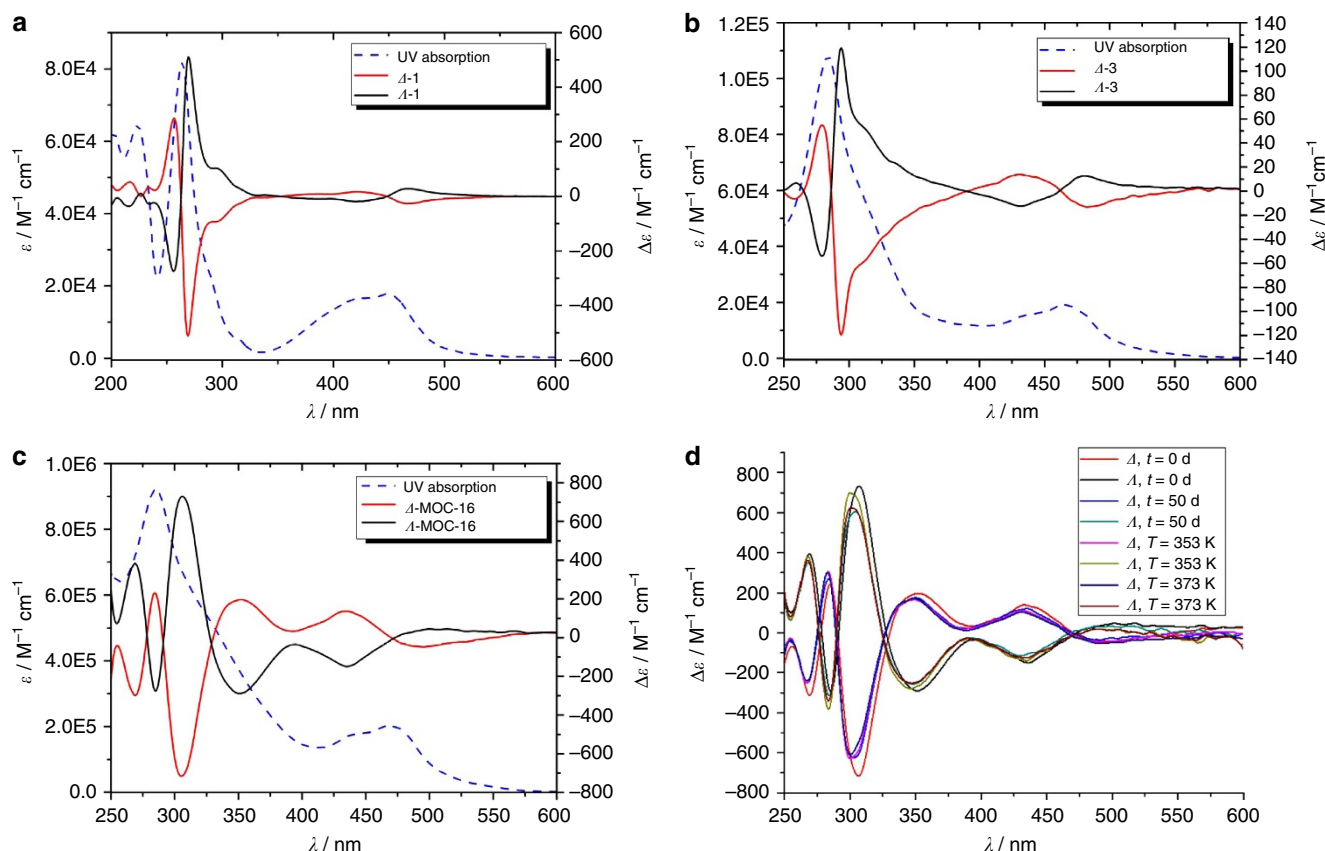 a
ε / M⁻¹ cm⁻¹
8.0E4
6.0E4
4.0E4
2.0E4
0.0
UV absorption
Λ-1
Λ-1
600
400
200
0
−200
−400
−600
Δε / M⁻¹ cm⁻¹
200 250 300 350 400 450 500 550 600
λ / nm
b
ε / M⁻¹ cm⁻¹
1.2E5
1.0E5
8.0E4
6.0E4
4.0E4
2.0E4
0.0
UV absorption
Λ-3
Λ-3
140
120
100
80
60
40
20
0
−20
−40
−60
−80
−100
−120
−140
Δε / M⁻¹ cm⁻¹
250 300 350 400 450 500 550 600
λ / nm
c
ε / M⁻¹ cm⁻¹
1.0E6
8.0E5
6.0E5
4.0E5
2.0E5
0.0
UV absorption
Λ-MOC-16
Λ-MOC-16
800
600
400
200
0
−200
−400
−600
−800
Δε / M⁻¹ cm⁻¹
250 300 350 400 450 500 550 600
λ / nm
d
Δε / M⁻¹ cm⁻¹
800
600
400
200
0
−200
−400
−600
−800
Λ, t = 0 d
Λ, t = 0 d
Λ, t = 50 d
Λ, t = 50 d
Λ, T = 353 K
Λ, T = 353 K
Λ, T = 373 K
Λ, T = 373 K
250 300 350 400 450 500 550 600
λ / nm